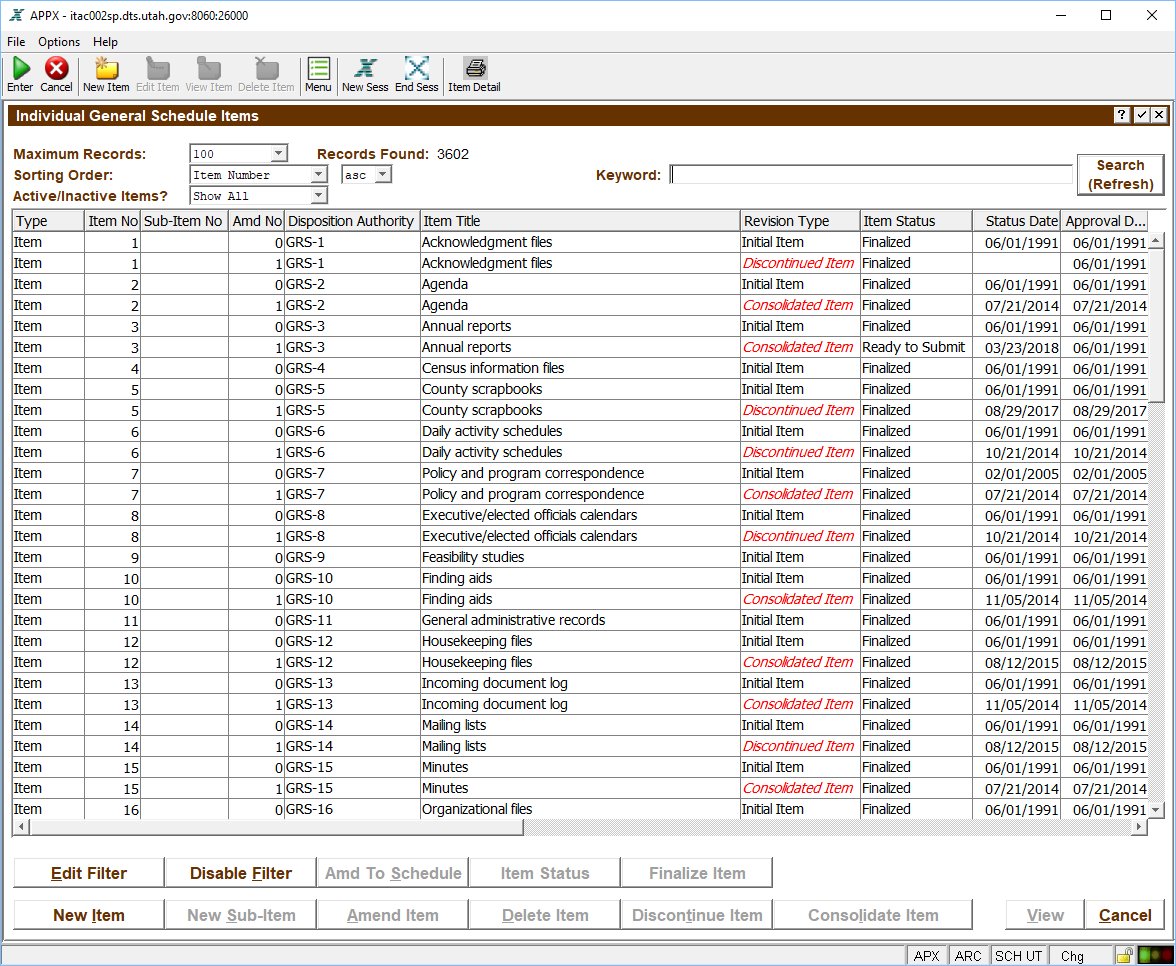 APPX - itac002sp.dts.utah.gov:8060:26000
File Options Help
Enter Cancel New Item Edit Item View Item Delete Item Menu New Sess End Sess Item Detail
Individual General Schedule Items ?
Maximum Records: 100 Records Found: 3602
Sorting Order: Item Number asc Keyword: Search (Refresh)
Active/Inactive Items? Show All
Type Item No Sub-Item No Amd No Disposition Authority Item Title Revision Type Item Status Status Date Approval D...
Item 1 0 GRS-1 Acknowledgment files Initial Item Finalized 06/01/1991 06/01/1991
Item 1 1 GRS-1 Acknowledgment files Discontinued Item Finalized 06/01/1991
Item 2 0 GRS-2 Agenda Initial Item Finalized 06/01/1991 06/01/1991
Item 2 1 GRS-2 Agenda Consolidated Item Finalized 07/21/2014 07/21/2014
Item 3 0 GRS-3 Annual reports Initial Item Finalized 06/01/1991 06/01/1991
Item 3 1 GRS-3 Annual reports Consolidated Item Ready to Submit 03/23/2018 06/01/1991
Item 4 0 GRS-4 Census information files Initial Item Finalized 06/01/1991 06/01/1991
Item 5 0 GRS-5 County scrapbooks Initial Item Finalized 06/01/1991 06/01/1991
Item 5 1 GRS-5 County scrapbooks Discontinued Item Finalized 08/29/2017 08/29/2017
Item 6 0 GRS-6 Daily activity schedules Initial Item Finalized 06/01/1991 06/01/1991
Item 6 1 GRS-6 Daily activity schedules Discontinued Item Finalized 10/21/2014 10/21/2014
Item 7 0 GRS-7 Policy and program correspondence Initial Item Finalized 02/01/2005 02/01/2005
Item 7 1 GRS-7 Policy and program correspondence Consolidated Item Finalized 07/21/2014 07/21/2014
Item 8 0 GRS-8 Executive/elected officials calendars Initial Item Finalized 06/01/1991 06/01/1991
Item 8 1 GRS-8 Executive/elected officials calendars Discontinued Item Finalized 10/21/2014 10/21/2014
Item 9 0 GRS-9 Feasibility studies Initial Item Finalized 06/01/1991 06/01/1991
Item 10 0 GRS-10 Finding aids Initial Item Finalized 06/01/1991 06/01/1991
Item 10 1 GRS-10 Finding aids Consolidated Item Finalized 11/05/2014 11/05/2014
Item 11 0 GRS-11 General administrative records Initial Item Finalized 06/01/1991 06/01/1991
Item 12 0 GRS-12 Housekeeping files Initial Item Finalized 06/01/1991 06/01/1991
Item 12 1 GRS-12 Housekeeping files Consolidated Item Finalized 08/12/2015 08/12/2015
Item 13 0 GRS-13 Incoming document log Initial Item Finalized 06/01/1991 06/01/1991
Item 13 1 GRS-13 Incoming document log Consolidated Item Finalized 11/05/2014 11/05/2014
Item 14 0 GRS-14 Mailing lists Initial Item Finalized 06/01/1991 06/01/1991
Item 14 1 GRS-14 Mailing lists Discontinued Item Finalized 08/12/2015 08/12/2015
Item 15 0 GRS-15 Minutes Initial Item Finalized 06/01/1991 06/01/1991
Item 15 1 GRS-15 Minutes Consolidated Item Finalized 07/21/2014 07/21/2014
Item 16 0 GRS-16 Organizational files Initial Item Finalized 06/01/1991 06/01/1991
Edit Filter Disable Filter Amd To Schedule Item Status Finalize Item
New Item New Sub-Item Amend Item Delete Item Discontinue Item Consolidate Item View Cancel
APX ARC SCH UT Chg